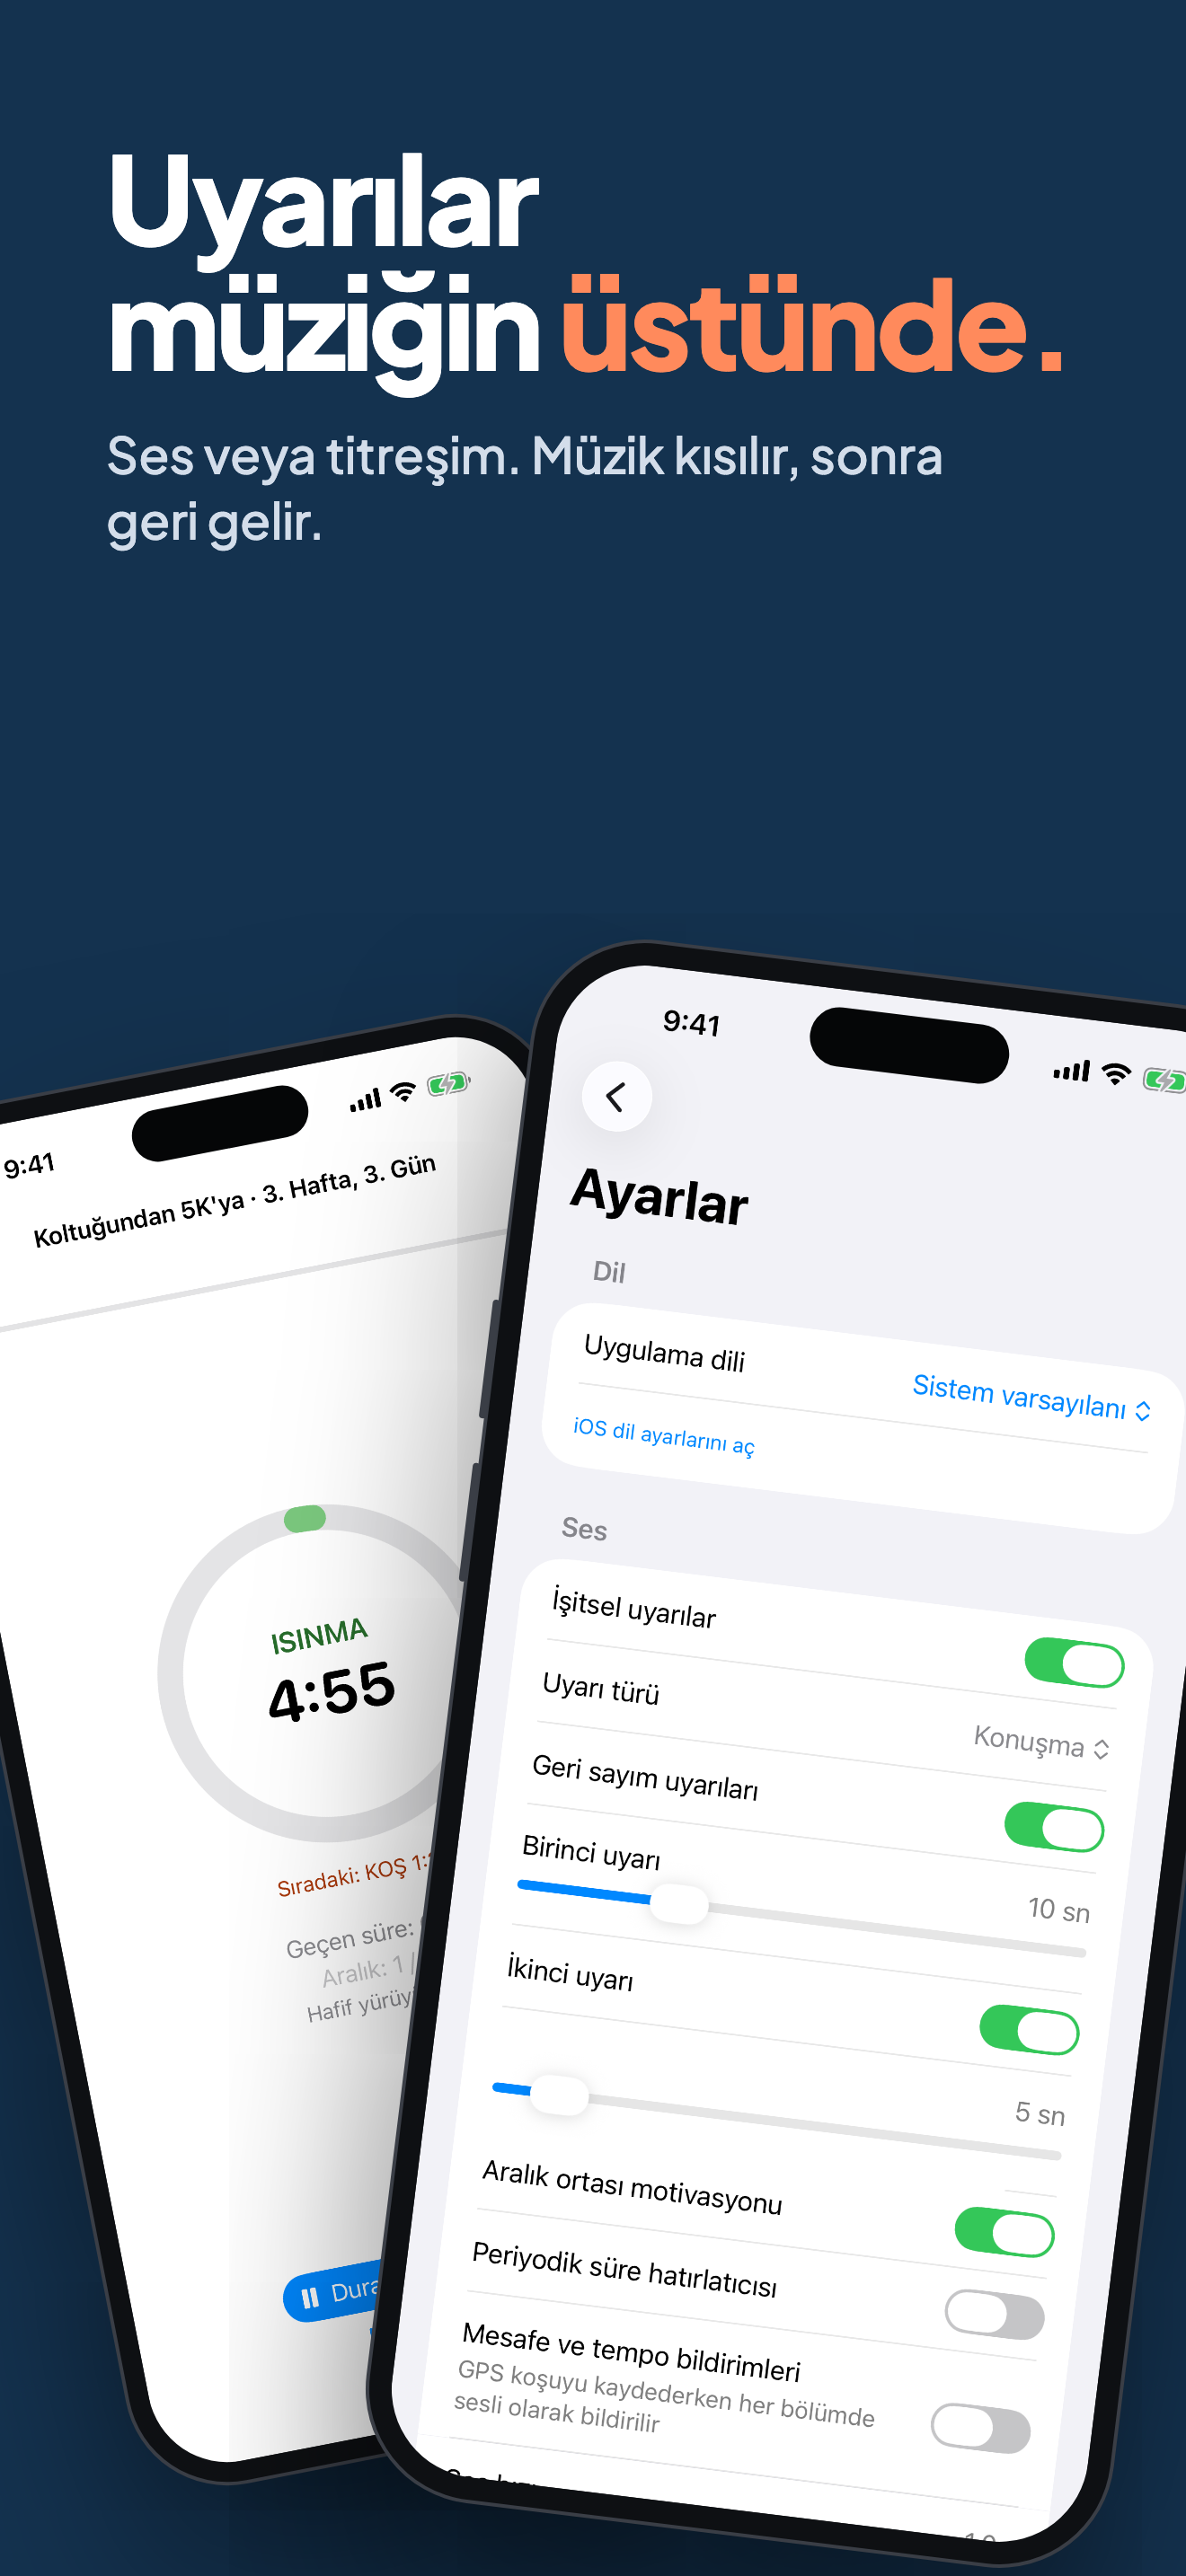 Uyarılar
müziğin üstünde.
Ses veya titreşim. Müzik kısılır, sonra
geri gelir.
9:41
Koltuğundan 5K'ya · 3. Hafta, 3. Gün
ISINMA
4:55
Sıradaki: KOŞ
Geçen süre:
Aralık: 1 /
Hafif
9:41
Ayarlar
Dil
Uygulama dili
Sistem varsayılanı
iOS dil ayarlarını aç
Ses
İşitsel uyarılar
Uyarı türü
Konuşma
Geri sayım uyarıları
Birinci uyarı
10 sn
İkinci uyarı
5 sn
Aralık ortası motivasyonu
Periyodik süre hatırlatıcısı
Mesafe ve tempo bildirimleri
GPS koşuyu kaydederken her bölümde
sesli olarak bildirilir